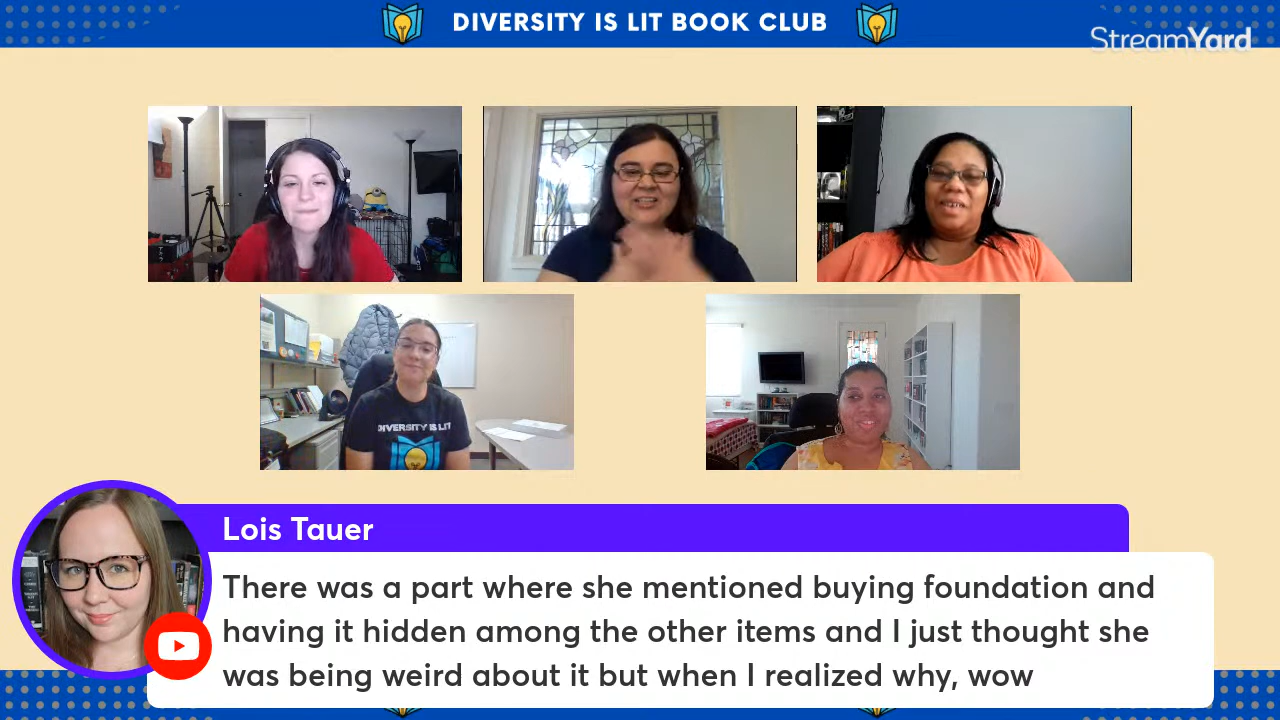 DIVERSITY IS LIT BOOK CLUB
StreamYard
DIVERSITY IS LIT
Lois Tauer
There was a part where she mentioned buying foundation and
having it hidden among the other items and I just thought she
was being weird about it but when I realized why, wow